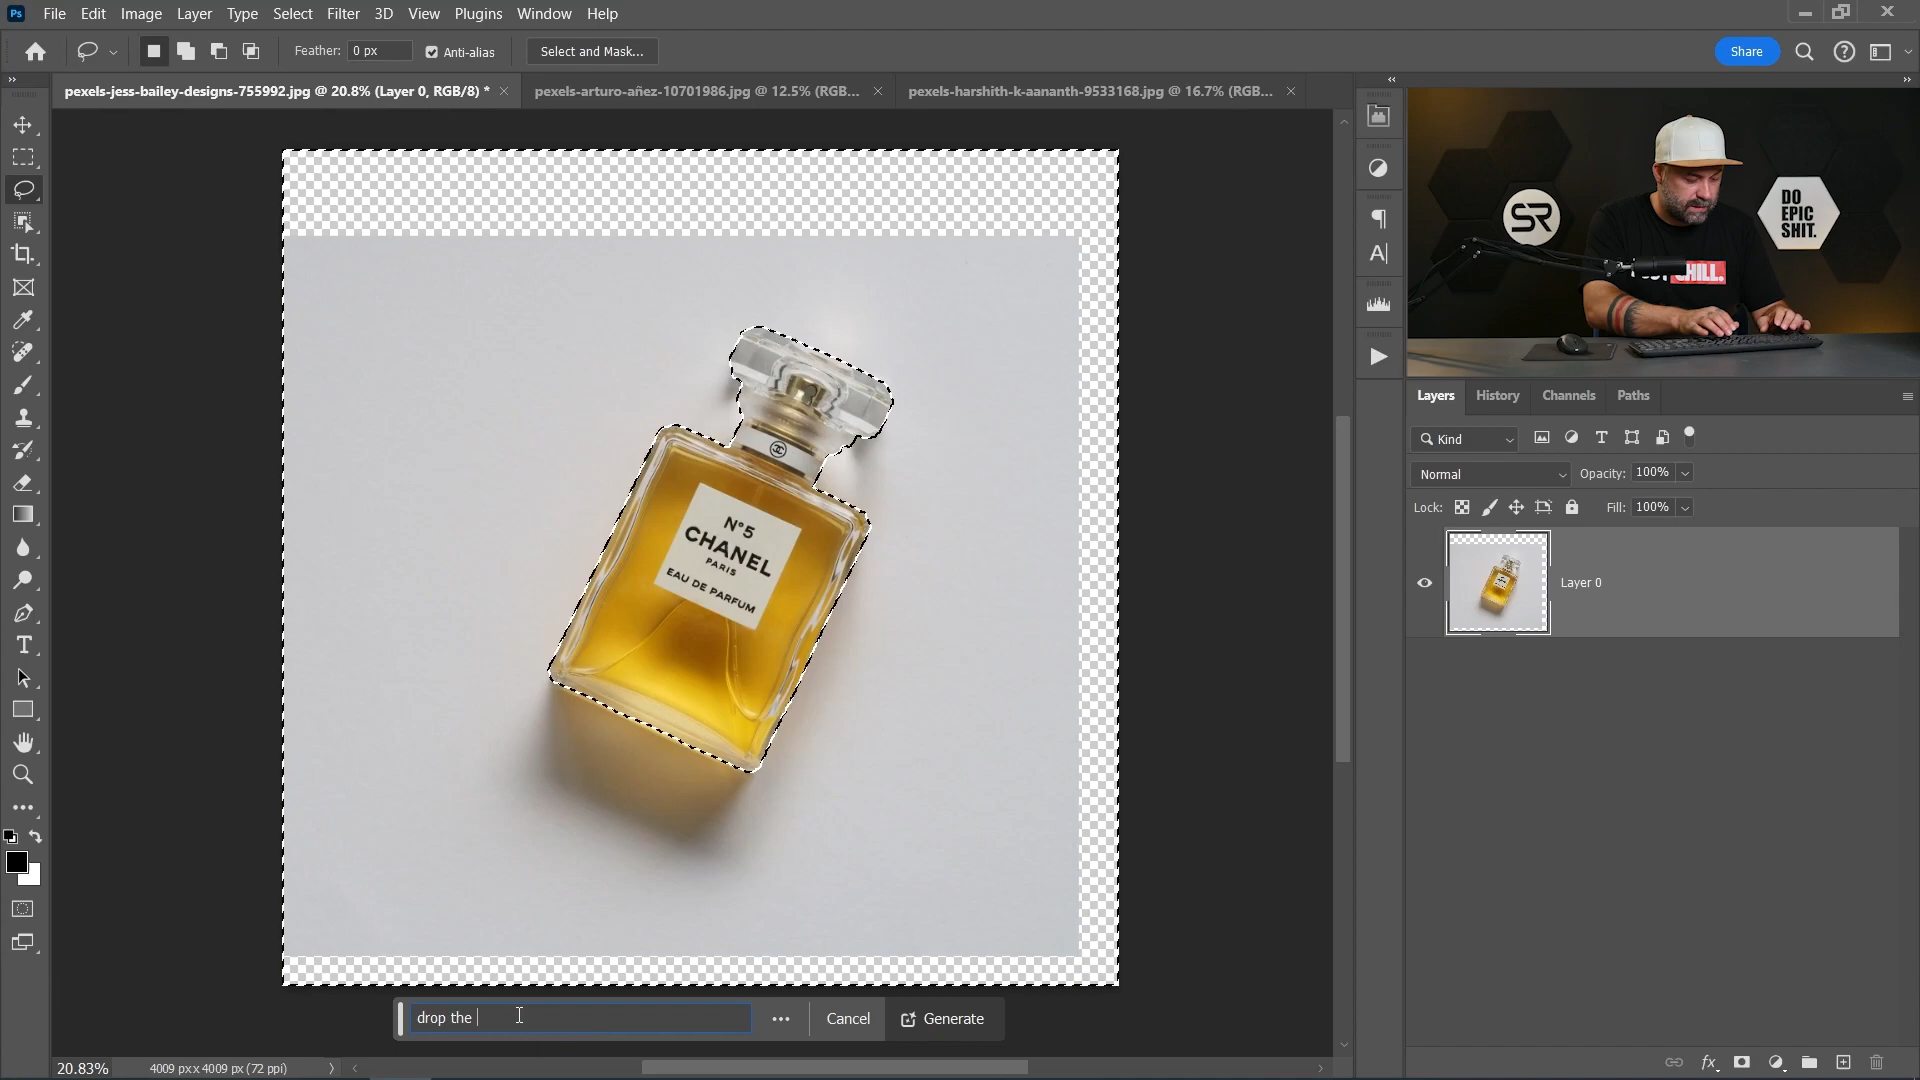 Ps File Edit Image Layer Type Select Filter 3D View Plugins Window Help
Feather: 0 px Anti-alias Select and Mask... Share
pexels-jess-bailey-designs-755992.jpg @ 20.8% (Layer 0, RGB/8) * pexels-arturo-añez-10701986.jpg @ 12.5% (RGB... pexels-harshith-k-aananth-9533168.jpg @ 16.7% (RGB...
SR
DO
EPIC
SHIT.
CHILL.
N°5
CHANEL
PARIS
EAU DE PARFUM
Layers History Channels Paths
Kind
Normal Opacity: 100%
Lock: Fill: 100%
Layer 0
drop the
Cancel Generate
20.83% 4009 px x 4009 px (72 ppi)
fx